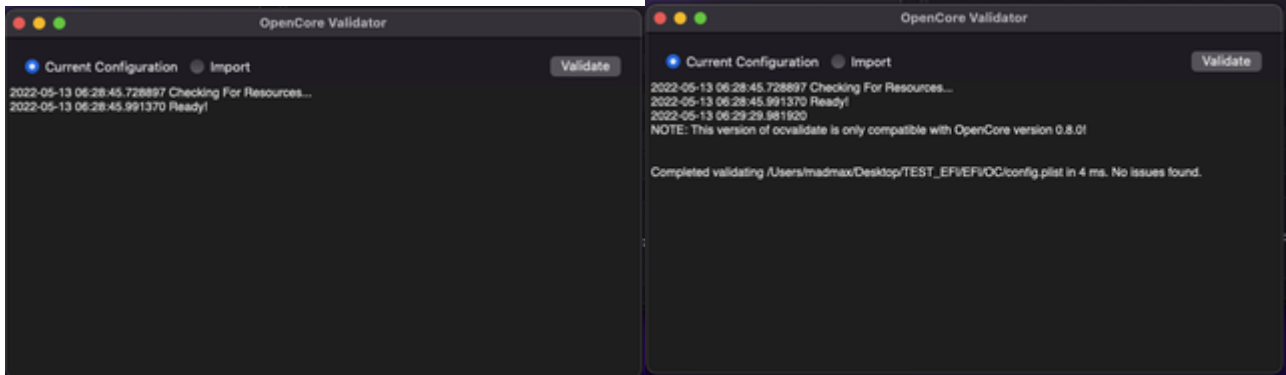 OpenCore Validator
Current Configuration Import Validate
2022-05-13 06:28:45.728897 Checking For Resources...
2022-05-13 06:28:45.991370 Ready!
OpenCore Validator
Current Configuration Import Validate
2022-05-13 06:28:45.728897 Checking For Resources...
2022-05-13 06:28:45.991370 Ready!
2022-05-13 06:29:29.981920
NOTE: This version of ocvalidate is only compatible with OpenCore version 0.8.0!
Completed validating /Users/madmax/Desktop/TEST_EFI/EFI/OC/config.plist in 4 ms. No issues found.